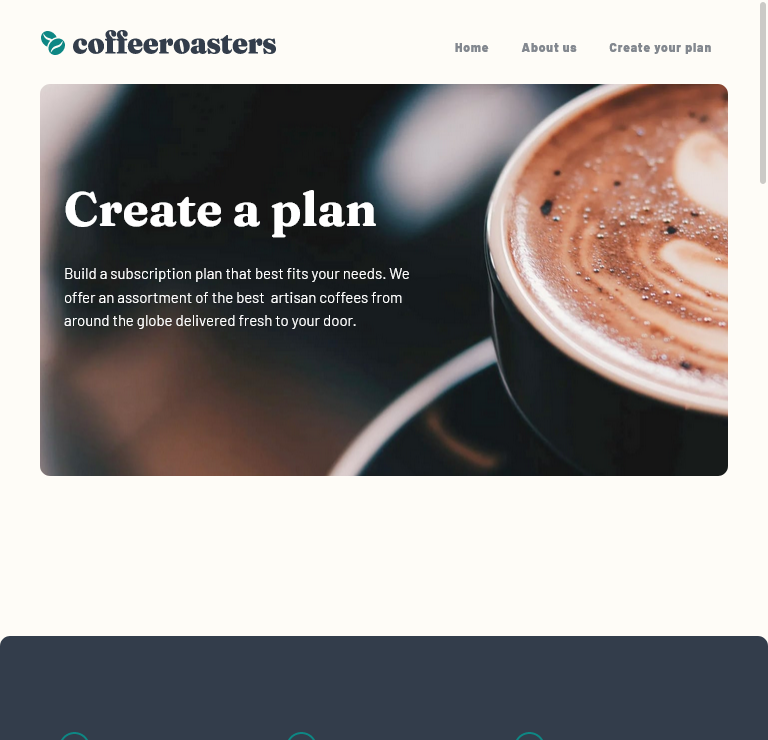 coffeeroasters
Home
About us
Create your plan
Create a plan
Build a subscription plan that best fits your needs. We
offer an assortment of the best artisan coffees from
around the globe delivered fresh to your door.